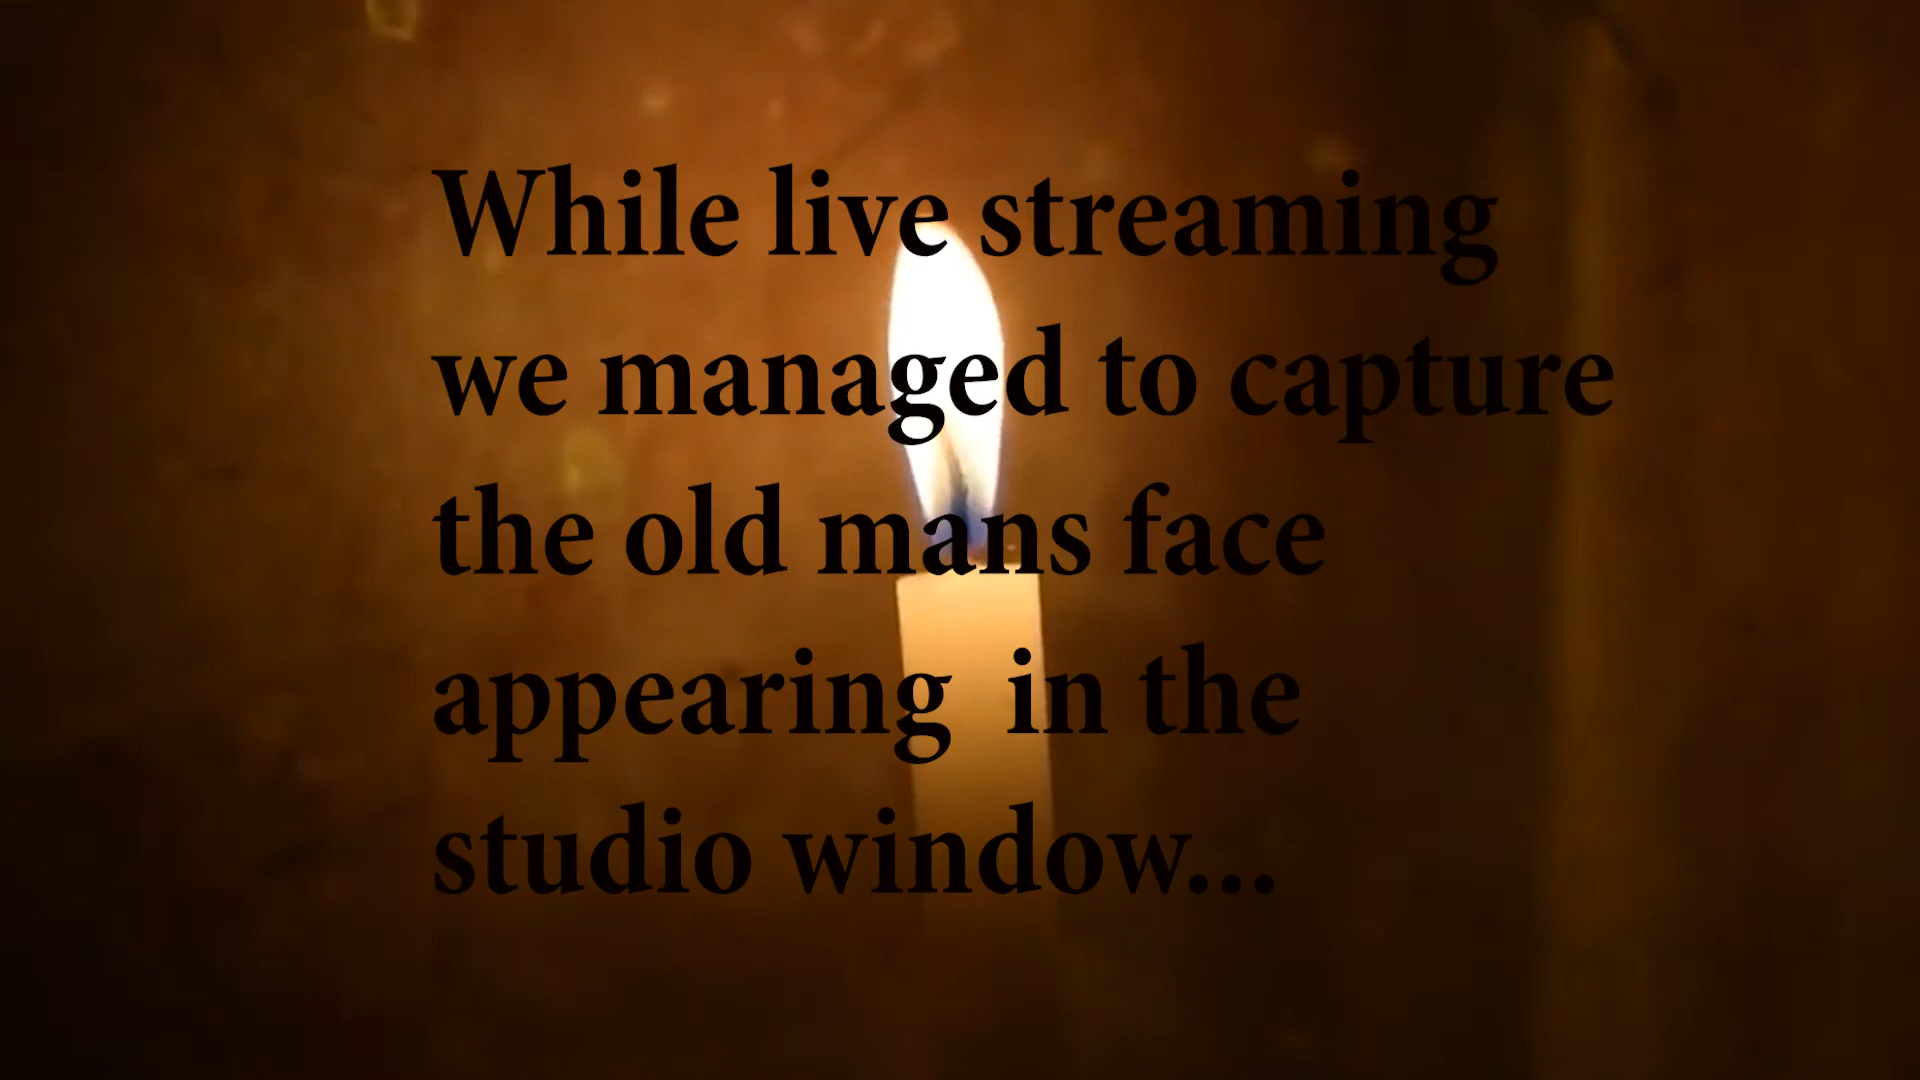 While live streaming
we managed to capture
the old mans face
appearing  in the
studio window...